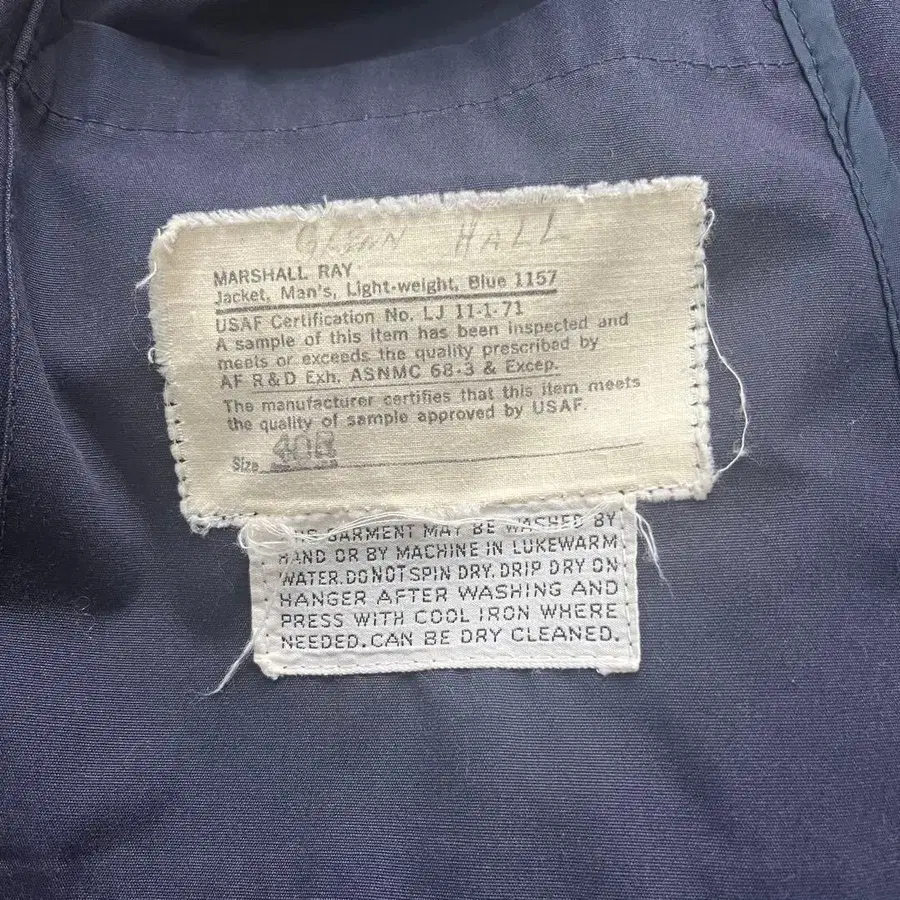 GLENN HALL
MARSHALL RAY
Jacket, Man's, Light-weight, Blue 1157
USAF Certification No. LJ 11-1-71
A sample of this item has been inspected and
meets or exceeds the quality prescribed by
AF R&D Exh. ASNMC 68-3 & Excep.
The manufacturer certifies that this item meets
the quality of sample approved by USAF.
Size 40R
GARMENT MAY BE WASHED BY
HAND OR BY MACHINE IN LUKEWARM
WATER.DO NOT SPIN DRY. DRIP DRY ON
HANGER AFTER WASHING AND
PRESS WITH COOL IRON WHERE
NEEDED.CAN BE DRY CLEANED.